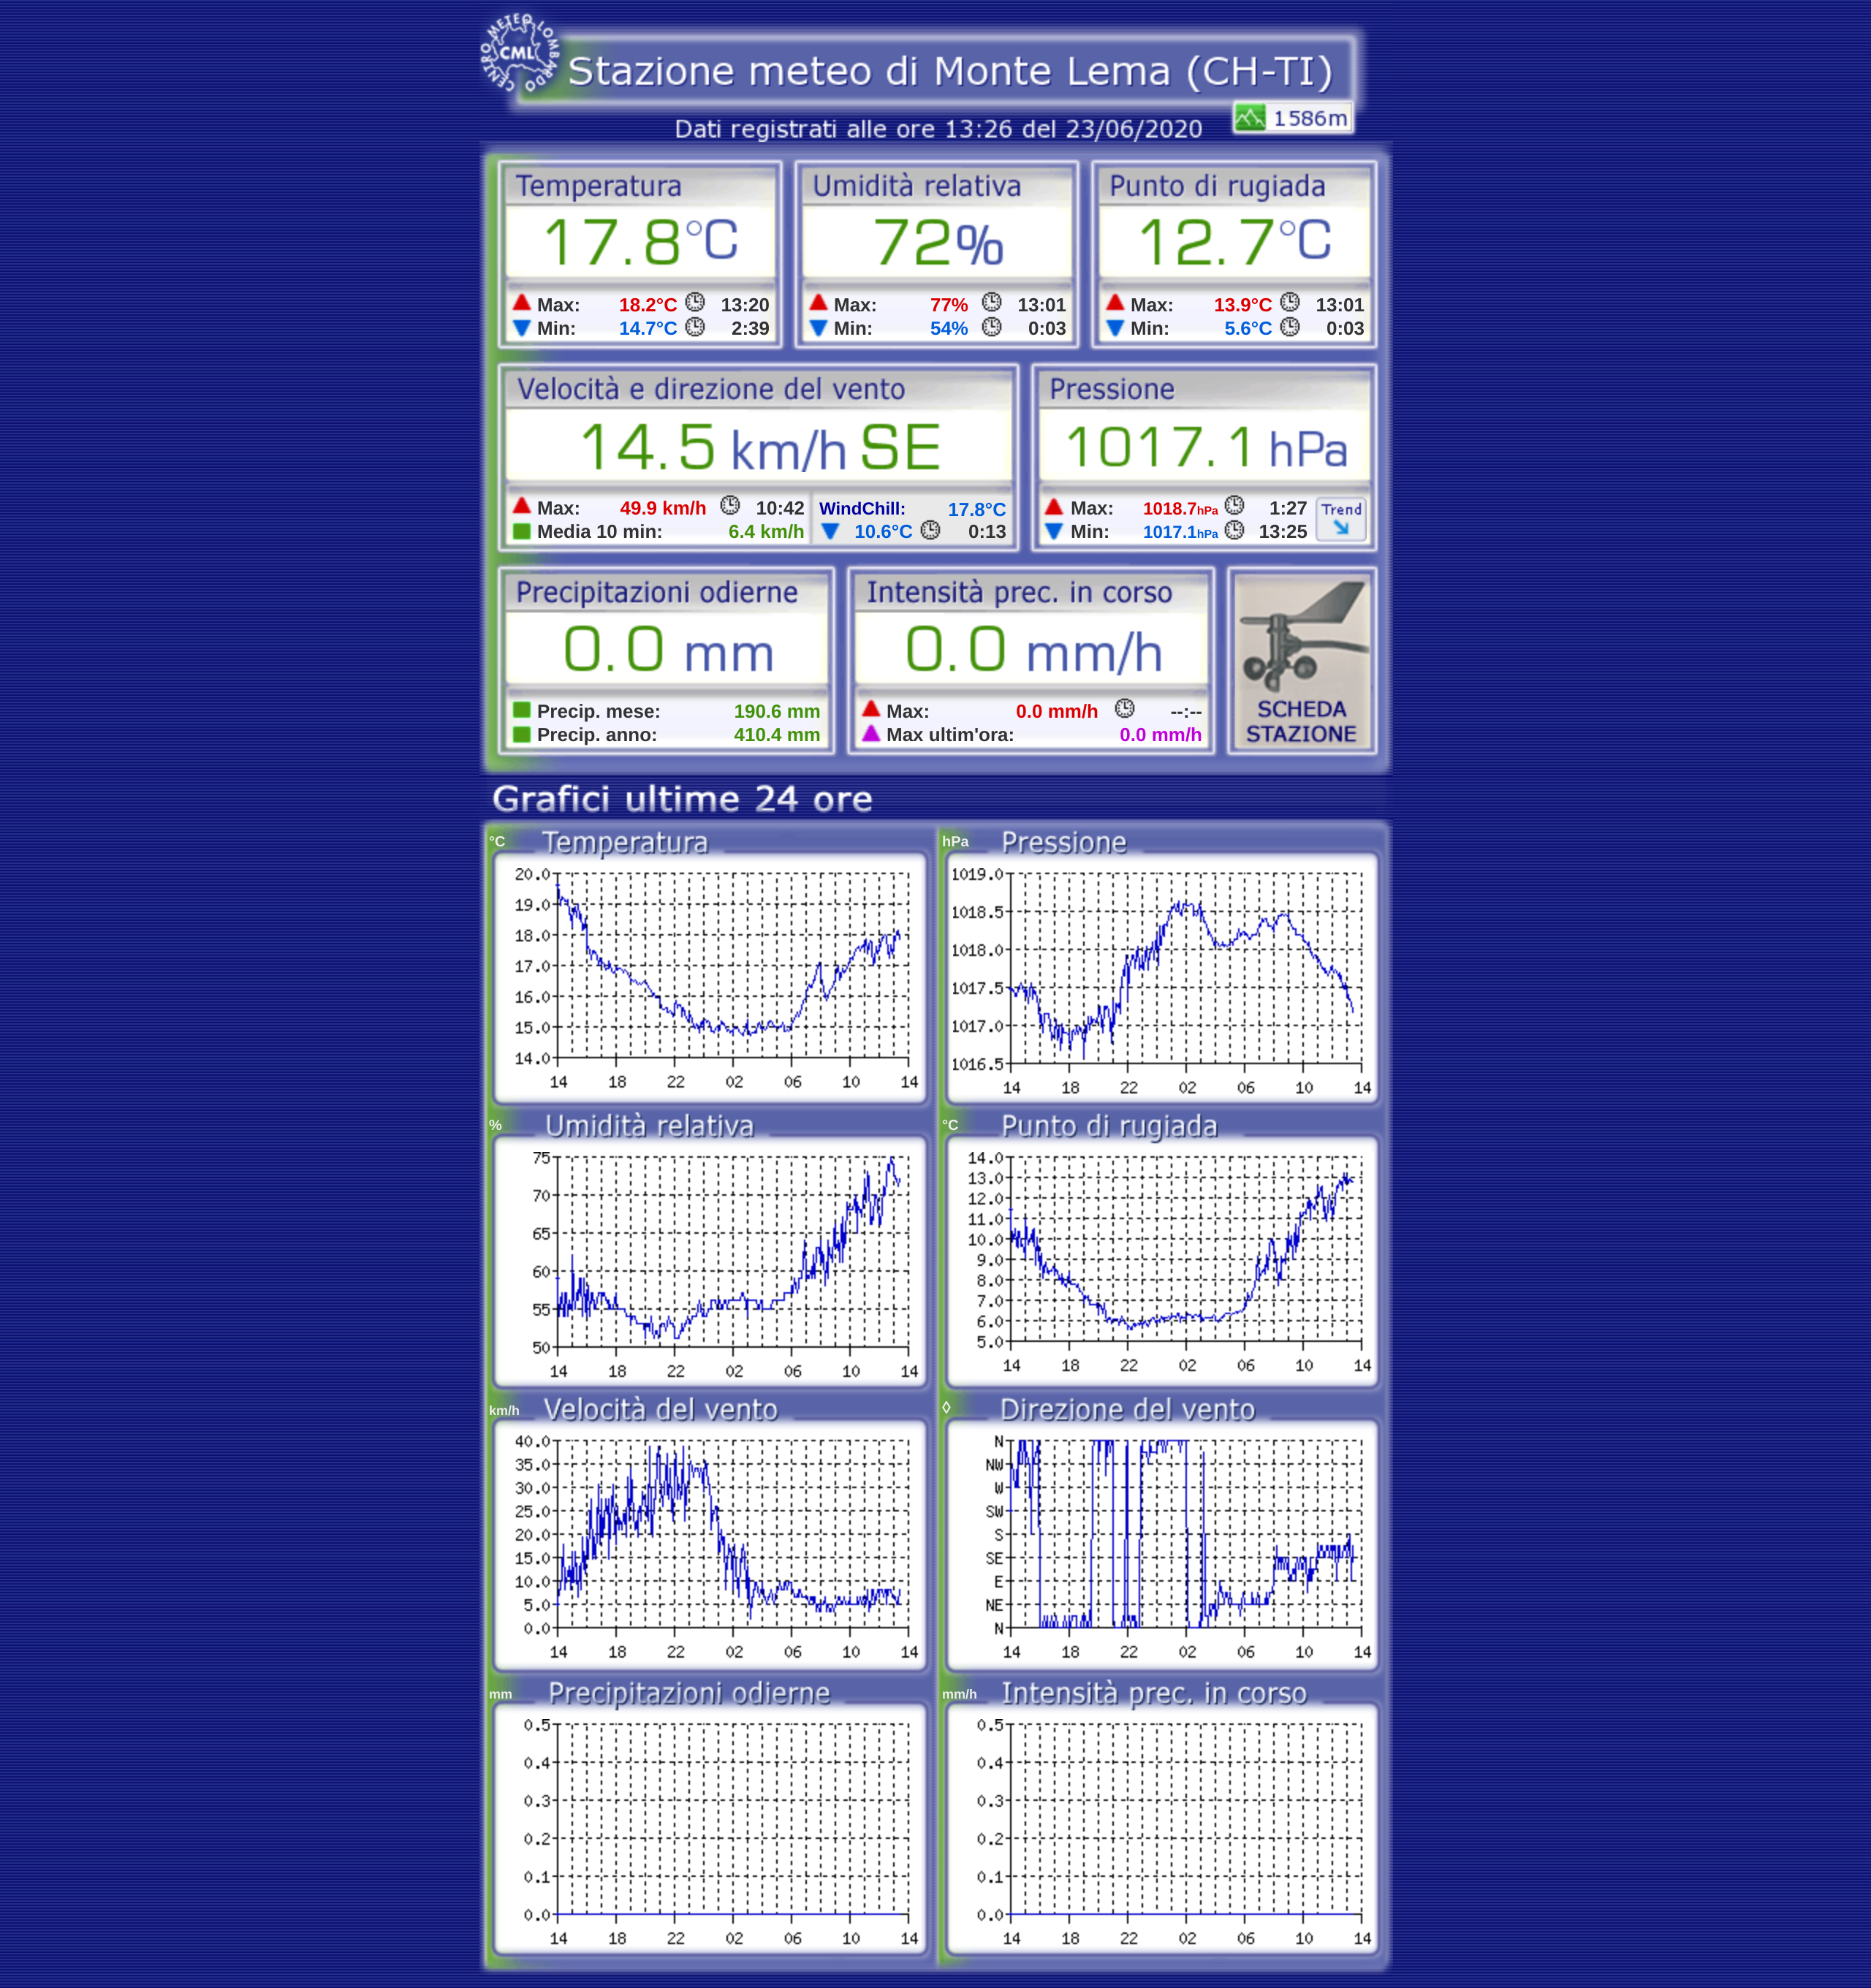 CENTRO METEO LOMBARDO
CML
Stazione meteo di Monte Lema (CH-TI)
1586m
Dati registrati alle ore 13:26 del 23/06/2020
Temperatura
17.8°C
Max: 18.2°C 13:20
Min: 14.7°C 2:39
Umidità relativa
72%
Max: 77% 13:01
Min: 54% 0:03
Punto di rugiada
12.7°C
Max: 13.9°C 13:01
Min: 5.6°C 0:03
Velocità e direzione del vento
14.5 km/h SE
Max: 49.9 km/h 10:42
Media 10 min: 6.4 km/h
WindChill: 17.8°C
10.6°C 0:13
Pressione
1017.1 hPa
Max: 1018.7hPa 1:27
Min: 1017.1hPa 13:25
Trend
Precipitazioni odierne
0.0 mm
Precip. mese: 190.6 mm
Precip. anno: 410.4 mm
Intensità prec. in corso
0.0 mm/h
Max: 0.0 mm/h --:--
Max ultim'ora: 0.0 mm/h
SCHEDA
STAZIONE
Grafici ultime 24 ore
°C Temperatura
20.0
19.0
18.0
17.0
16.0
15.0
14.0
14 18 22 02 06 10 14
hPa Pressione
1019.0
1018.5
1018.0
1017.5
1017.0
1016.5
14 18 22 02 06 10 14
% Umidità relativa
75
70
65
60
55
50
14 18 22 02 06 10 14
°C Punto di rugiada
14.0
13.0
12.0
11.0
10.0
9.0
8.0
7.0
6.0
5.0
14 18 22 02 06 10 14
km/h Velocità del vento
40.0
35.0
30.0
25.0
20.0
15.0
10.0
5.0
0.0
14 18 22 02 06 10 14
◊ Direzione del vento
N
NW
W
SW
S
SE
E
NE
N
14 18 22 02 06 10 14
mm Precipitazioni odierne
0.5
0.4
0.3
0.2
0.1
0.0
14 18 22 02 06 10 14
mm/h Intensità prec. in corso
0.5
0.4
0.3
0.2
0.1
0.0
14 18 22 02 06 10 14